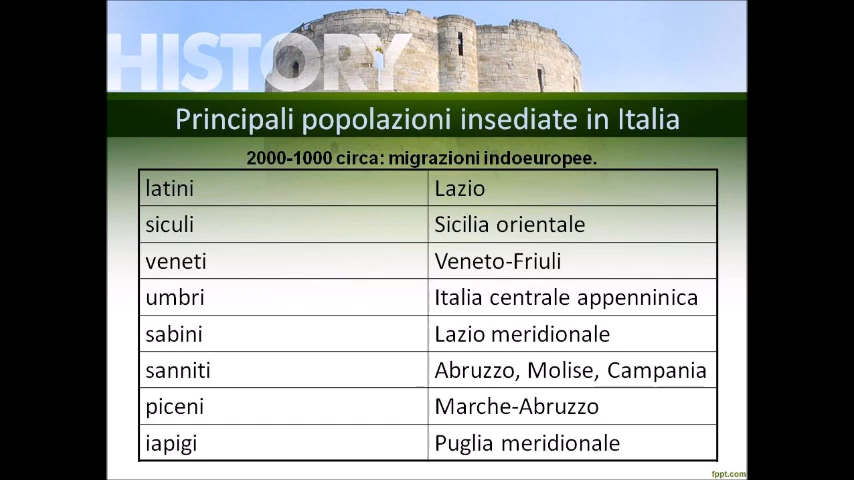 HISTORY
Principali popolazioni insediate in Italia
2000-1000 circa: migrazioni indoeuropee.
latini Lazio
siculi Sicilia orientale
veneti Veneto-Friuli
umbri Italia centrale appenninica
sabini Lazio meridionale
sanniti Abruzzo, Molise, Campania
piceni Marche-Abruzzo
iapigi Puglia meridionale
fppt.com